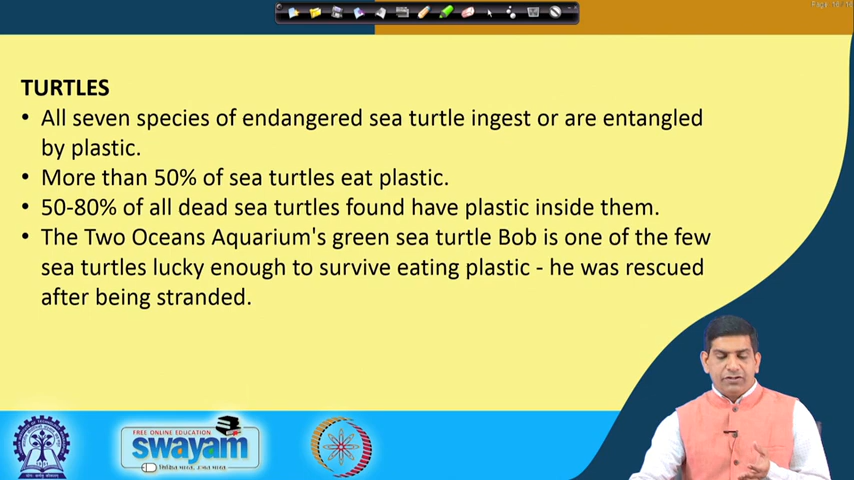 TURTLES
• All seven species of endangered sea turtle ingest or are entangled
by plastic.
• More than 50% of sea turtles eat plastic.
• 50-80% of all dead sea turtles found have plastic inside them.
• The Two Oceans Aquarium's green sea turtle Bob is one of the few
sea turtles lucky enough to survive eating plastic - he was rescued
after being stranded.
FREE ONLINE EDUCATION
swayam